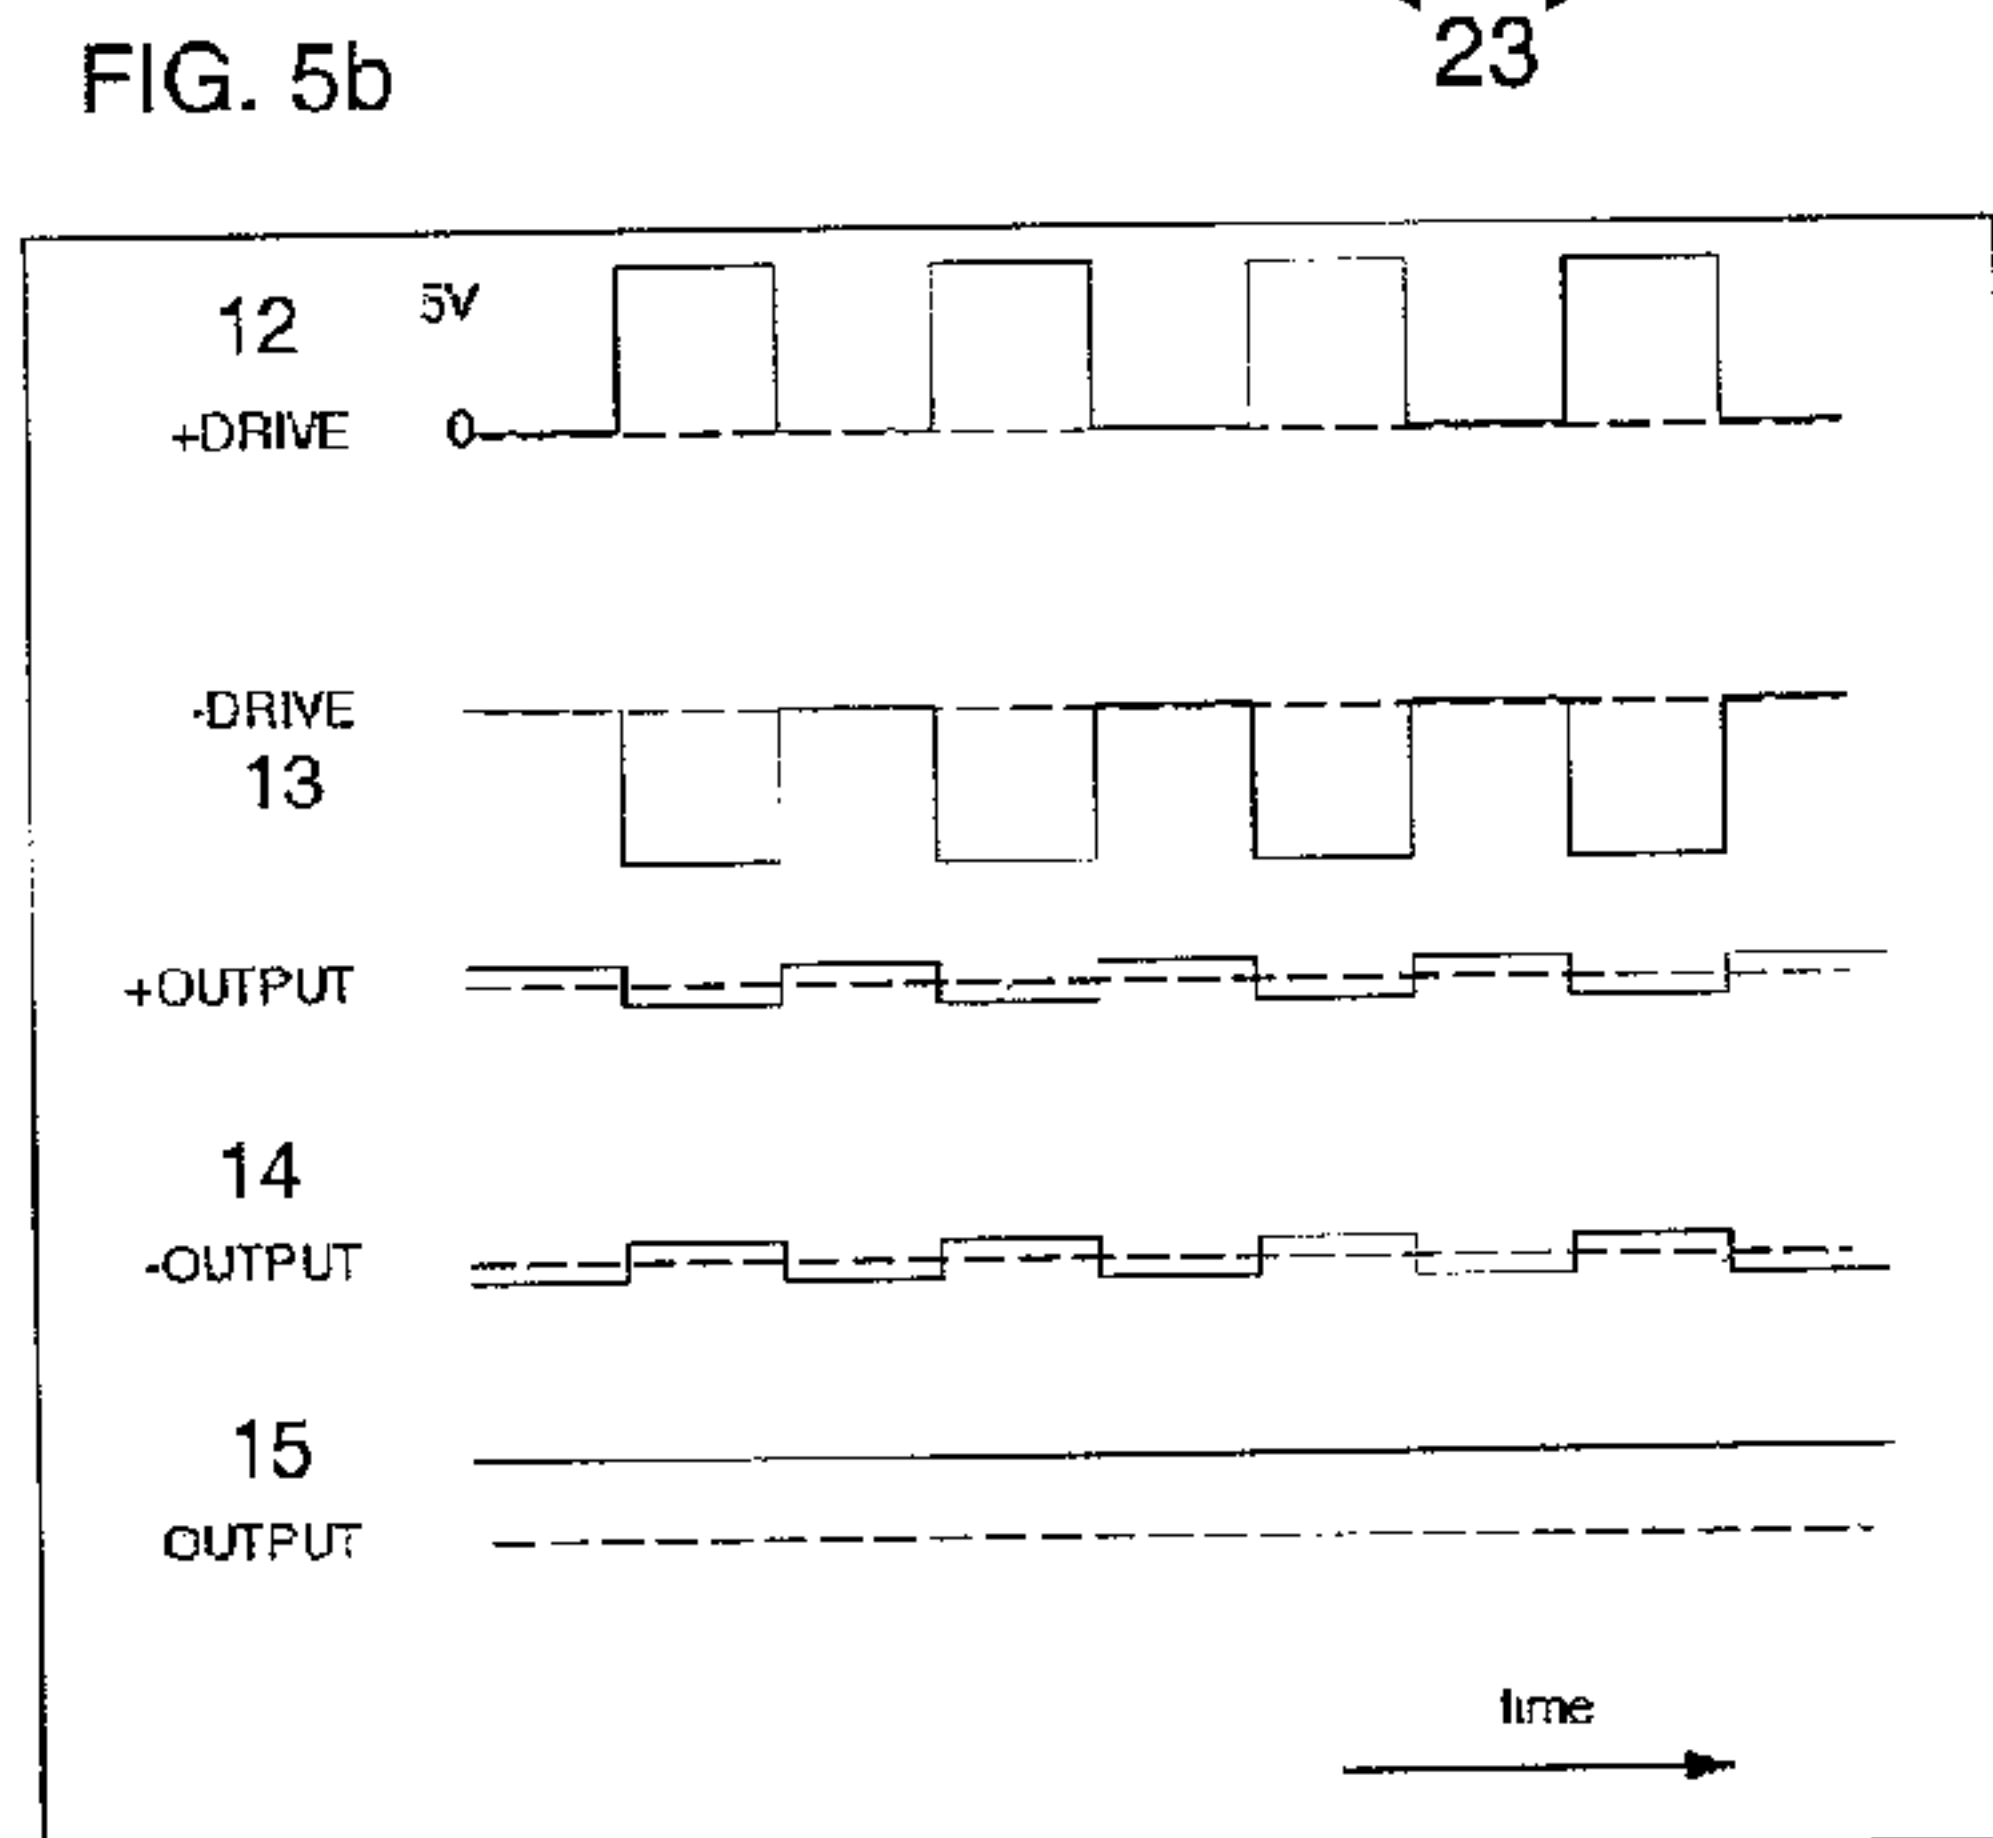 23
FIG. 5b
12
5V
+DRIVE
0
-DRIVE
13
+OUTPUT
14
-OUTPUT
15
OUTPUT
time